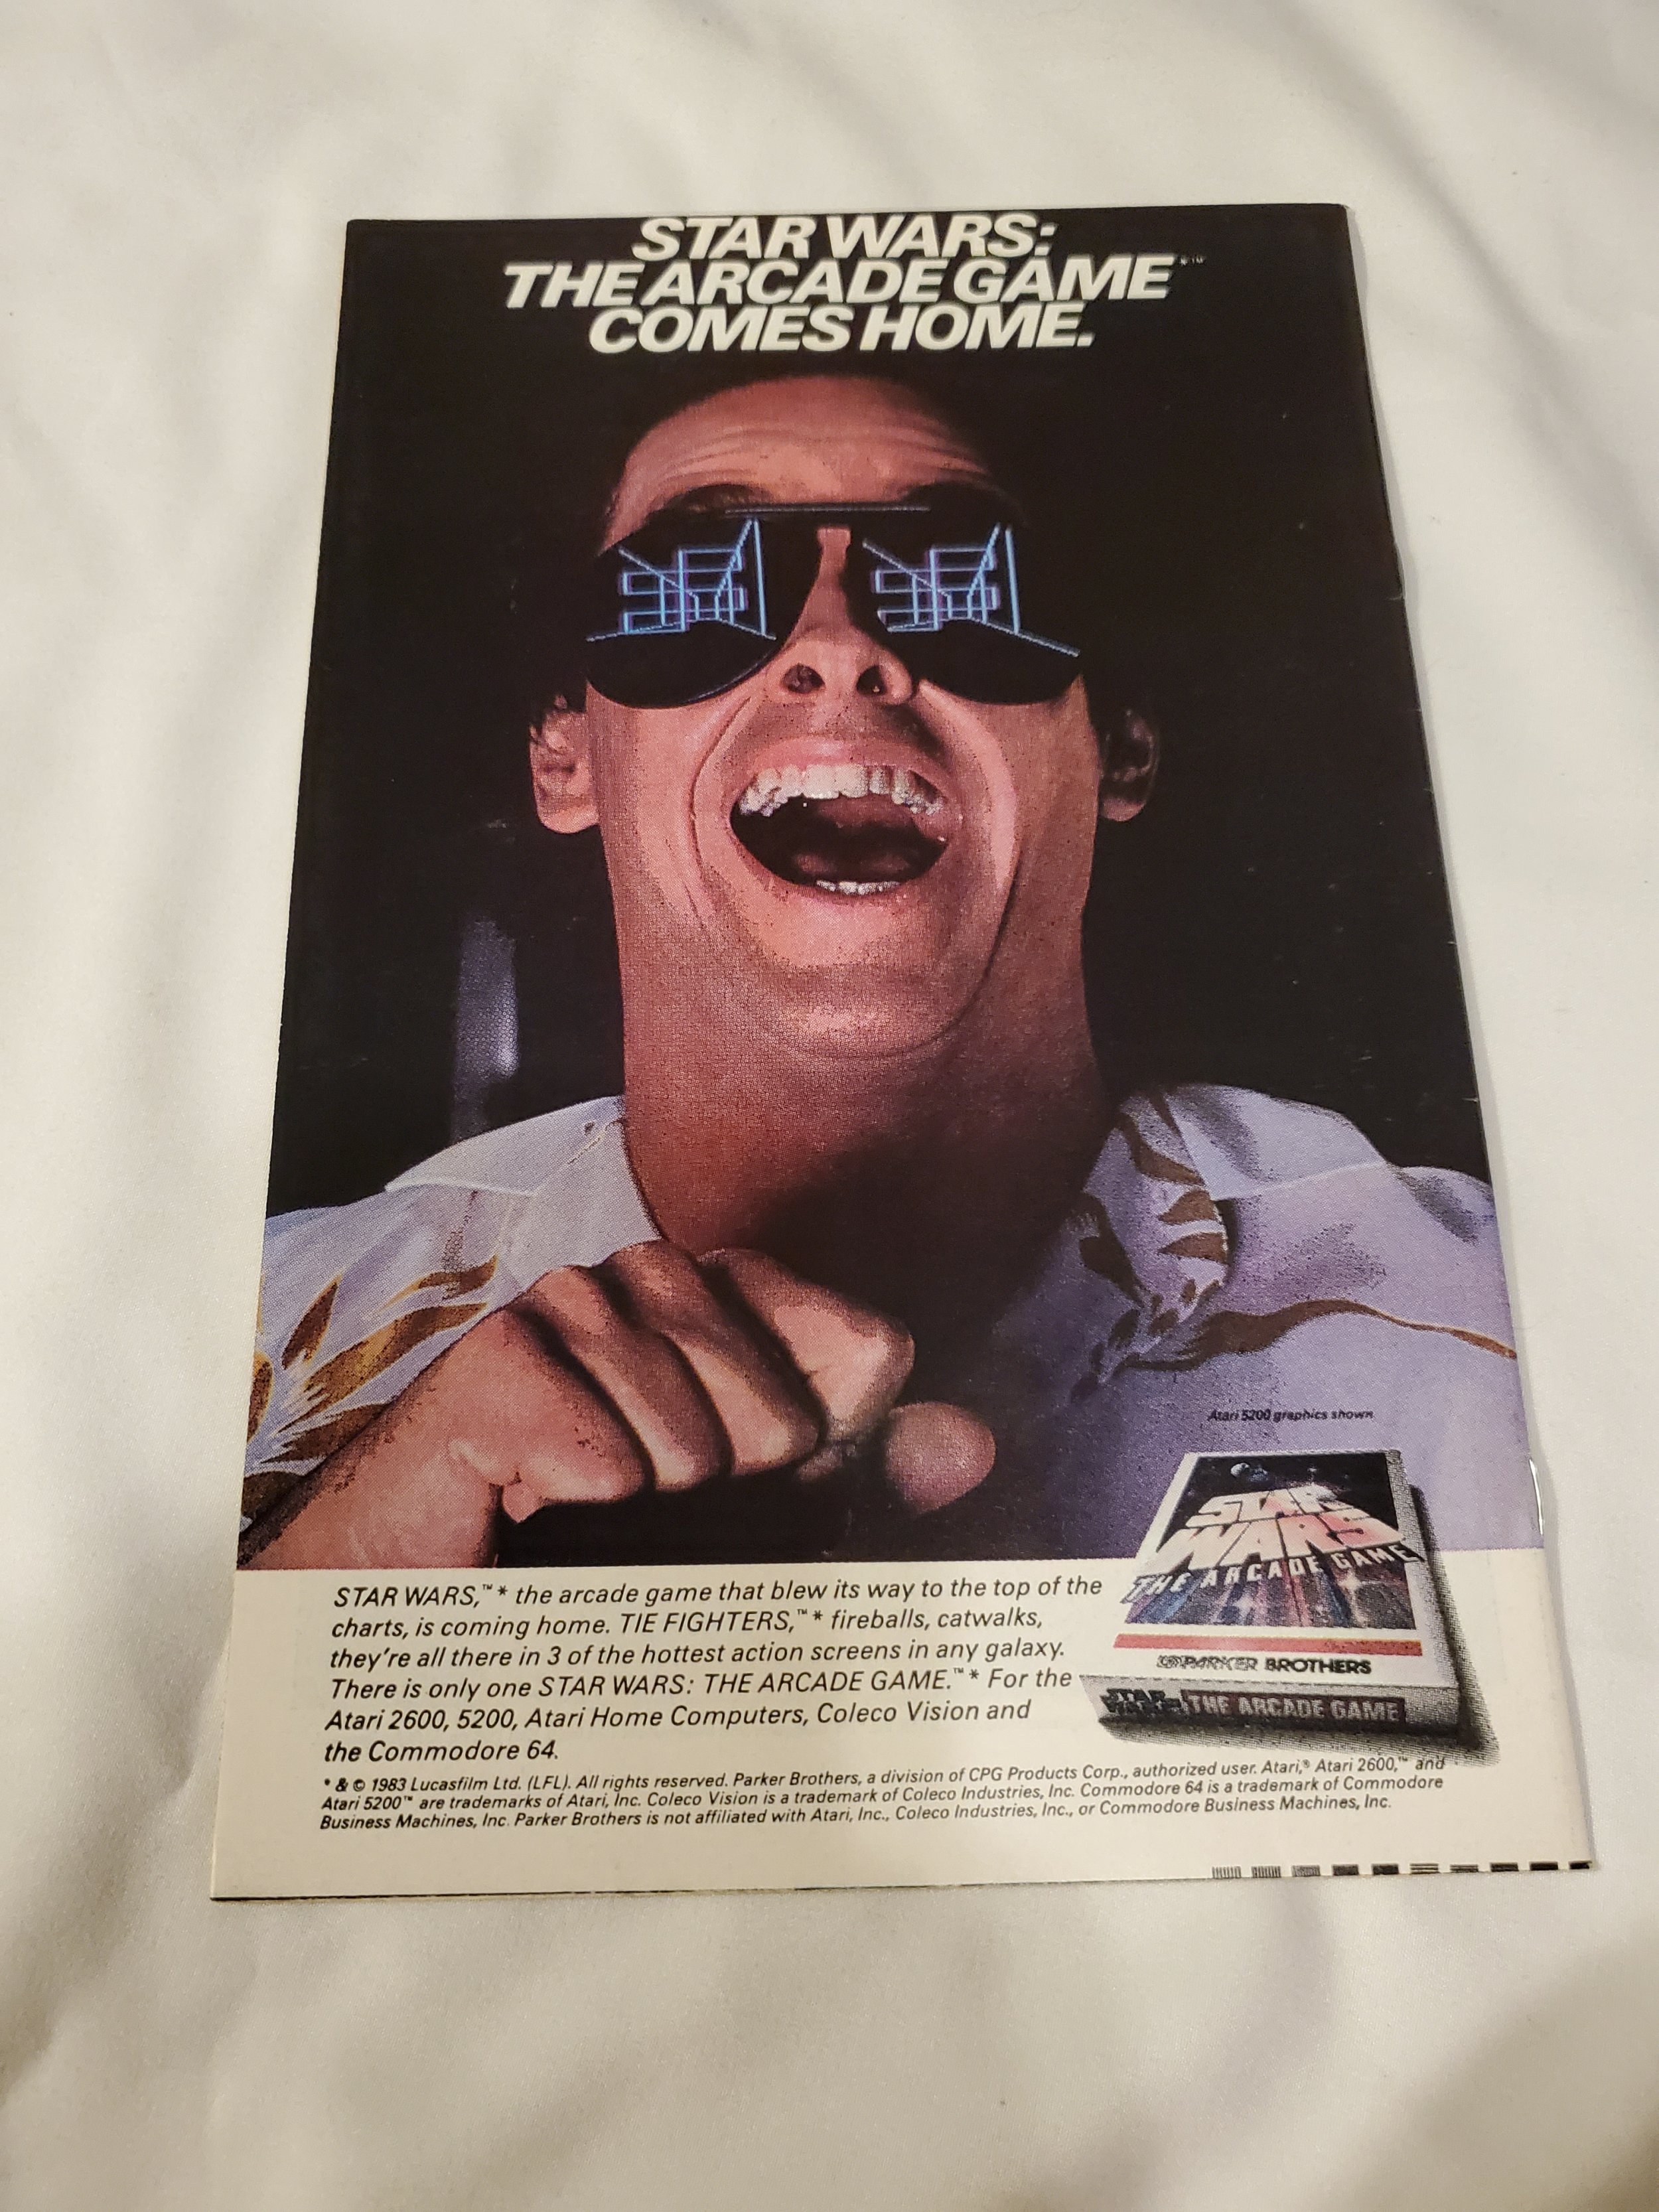 STAR WARS:
THE ARCADE GAME*™
COMES HOME.
Atari 5200 graphics shown
STAR
WARS
THE ARCADE GAME
PARKER BROTHERS
STAR WARS THE ARCADE GAME
STAR WARS,™* the arcade game that blew its way to the top of the
charts, is coming home. TIE FIGHTERS,™* fireballs, catwalks,
they're all there in 3 of the hottest action screens in any galaxy.
There is only one STAR WARS: THE ARCADE GAME.™* For the
Atari 2600, 5200, Atari Home Computers, Coleco Vision and
the Commodore 64.
* & © 1983 Lucasfilm Ltd. (LFL). All rights reserved. Parker Brothers, a division of CPG Products Corp., authorized user. Atari,® Atari 2600,™ and
Atari 5200™ are trademarks of Atari, Inc. Coleco Vision is a trademark of Coleco Industries, Inc. Commodore 64 is a trademark of Commodore
Business Machines, Inc. Parker Brothers is not affiliated with Atari, Inc., Coleco Industries, Inc., or Commodore Business Machines, Inc.